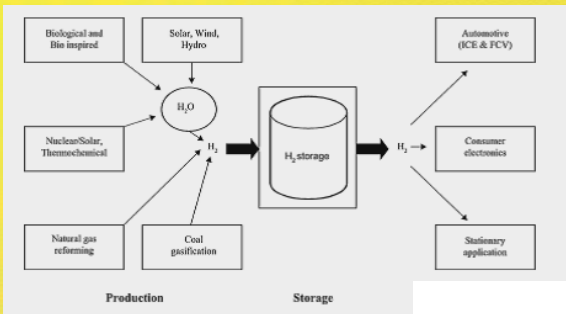 Biological and
Bio inspired
Solar, Wind,
Hydro
H₂O
Nuclear/Solar,
Thermochemical
H₂
Natural gas
reforming
Coal
gasification
H₂ storage
H₂
Automotive
(ICE & FCV)
Consumer
electronics
Stationary
application
Production
Storage